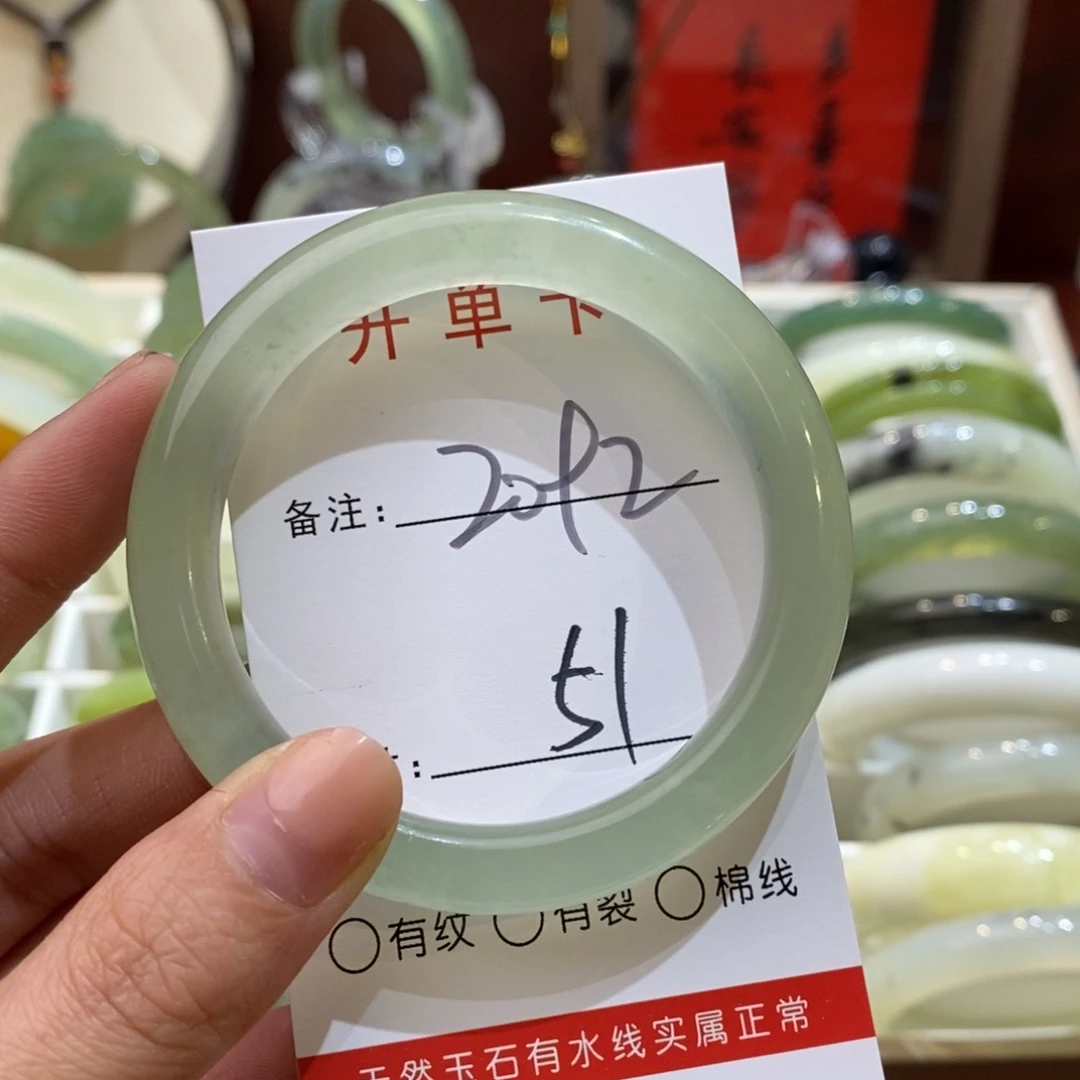 开单卡
备注: 2092
: 51
有纹 有裂 棉线
天然玉石有水线实属正常